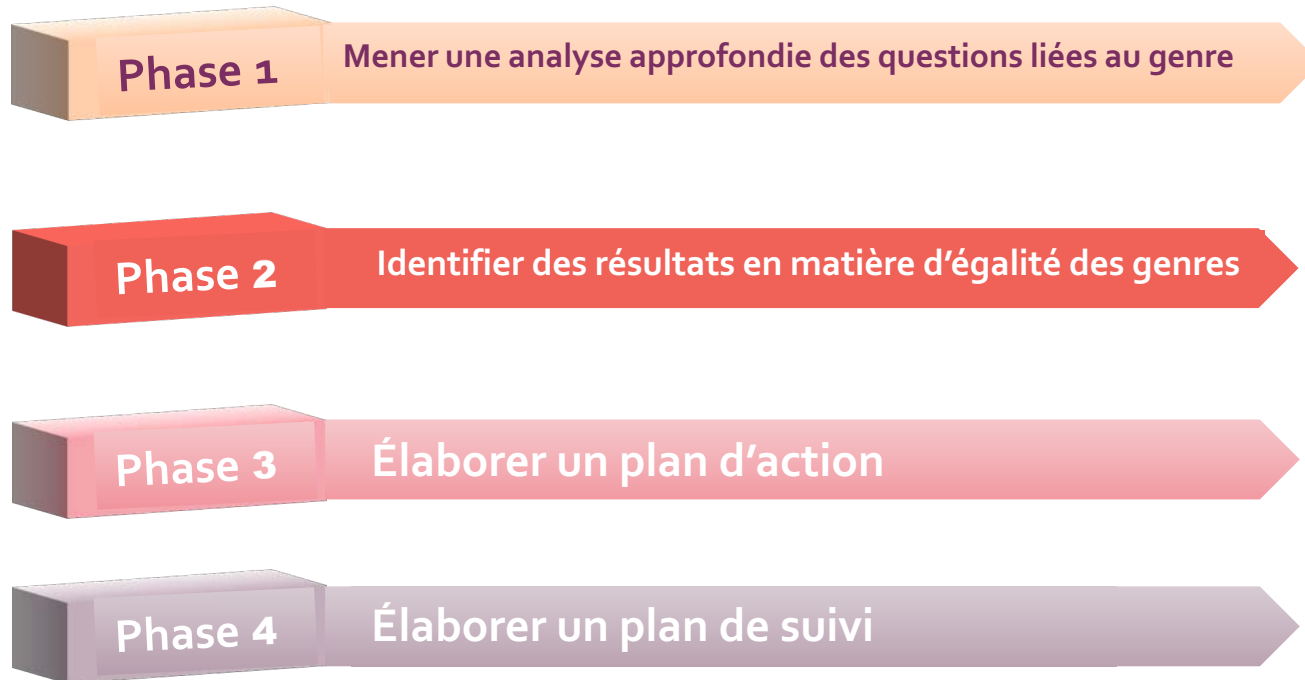 Phase 1
Mener une analyse approfondie des questions liées au genre
Phase 2
Identifier des résultats en matière d’égalité des genres
Phase 3
Élaborer un plan d’action
Phase 4
Élaborer un plan de suivi